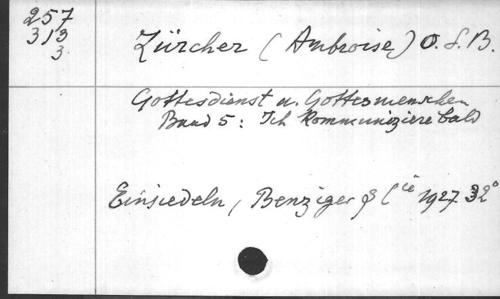 257
313
3
Zürcher (Ambroise) O.S.B.
Gottesdienst u. Gottesmenschen
Band 5: Ich kommuniziere bald
Einsiedeln, Benziger & Cie 1927 32°